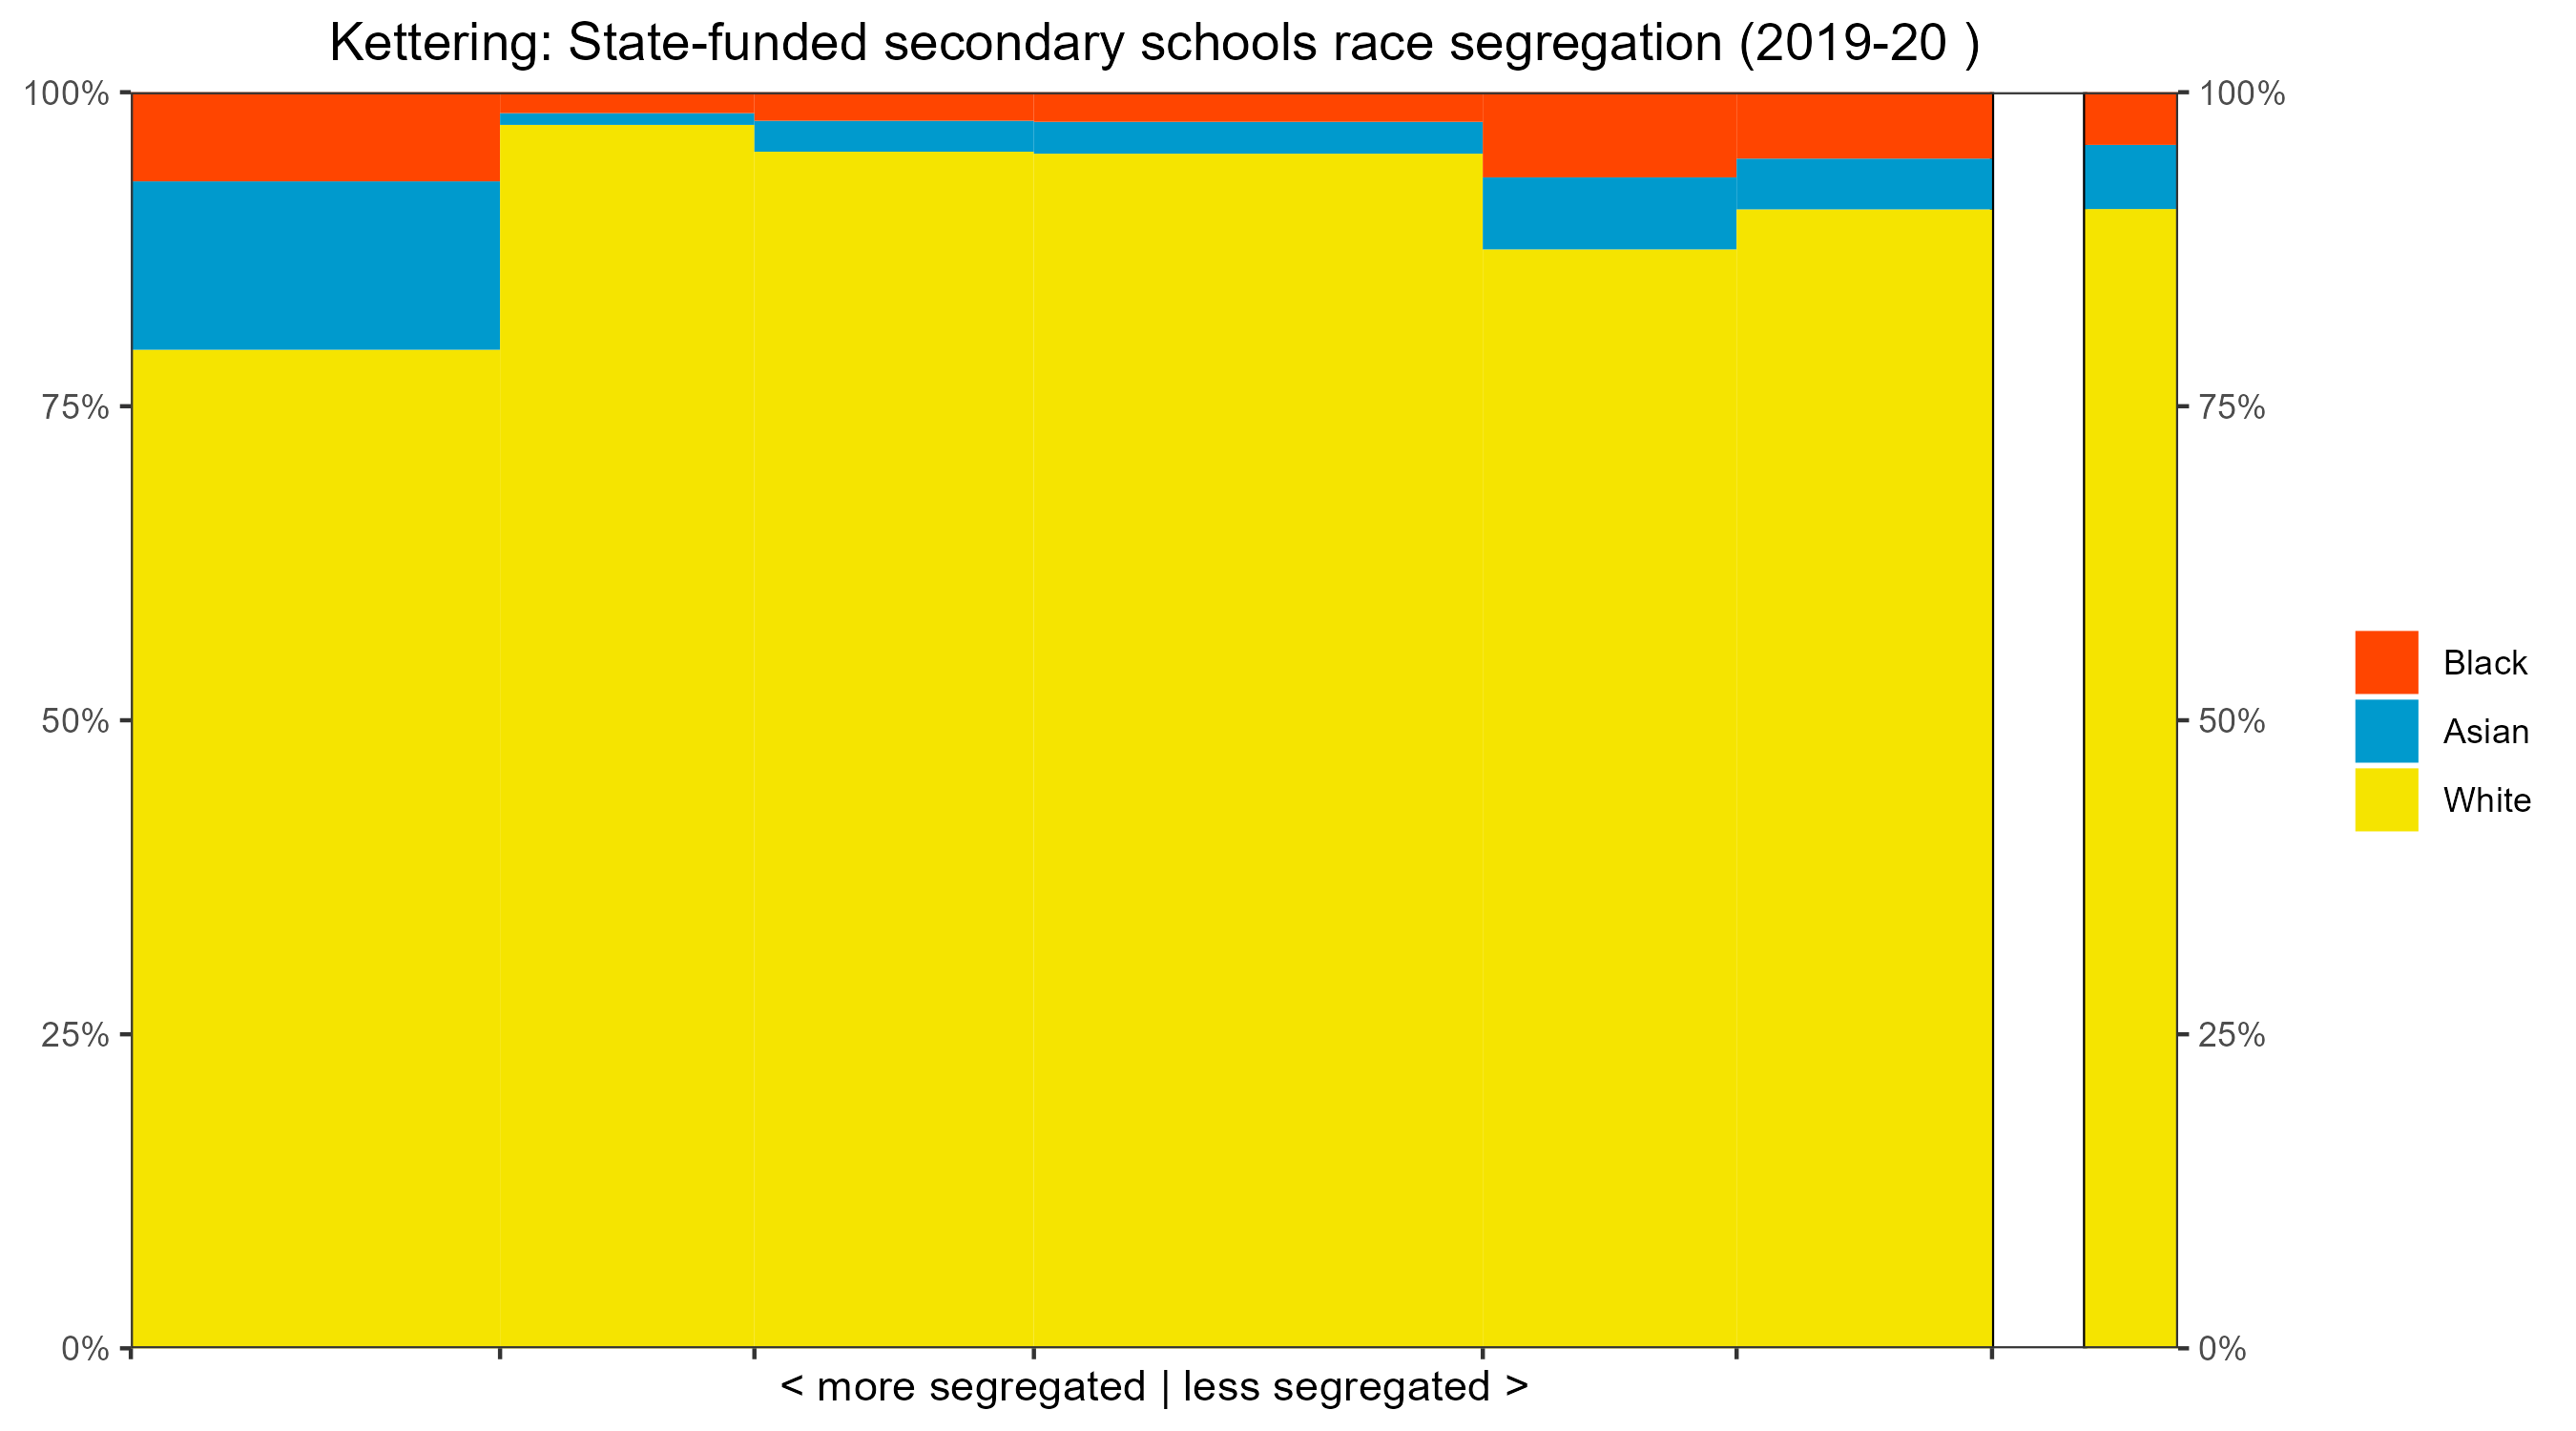 Kettering: State-funded secondary schools race segregation (2019-20 )
100%
75%
50%
25%
0%
100%
75%
50%
25%
0%
Black
Asian
White
< more segregated | less segregated >